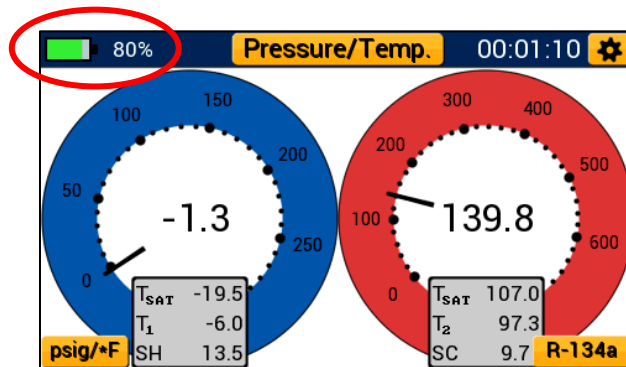 80% Pressure/Temp. 00:01:10
150 300 400
100 200
200 500
50
-1.3 100 139.8
250 600
0 0
TSAT -19.5 TSAT 107.0
T1 -6.0 T2 97.3
psig/*F SH 13.5 SC 9.7 R-134a